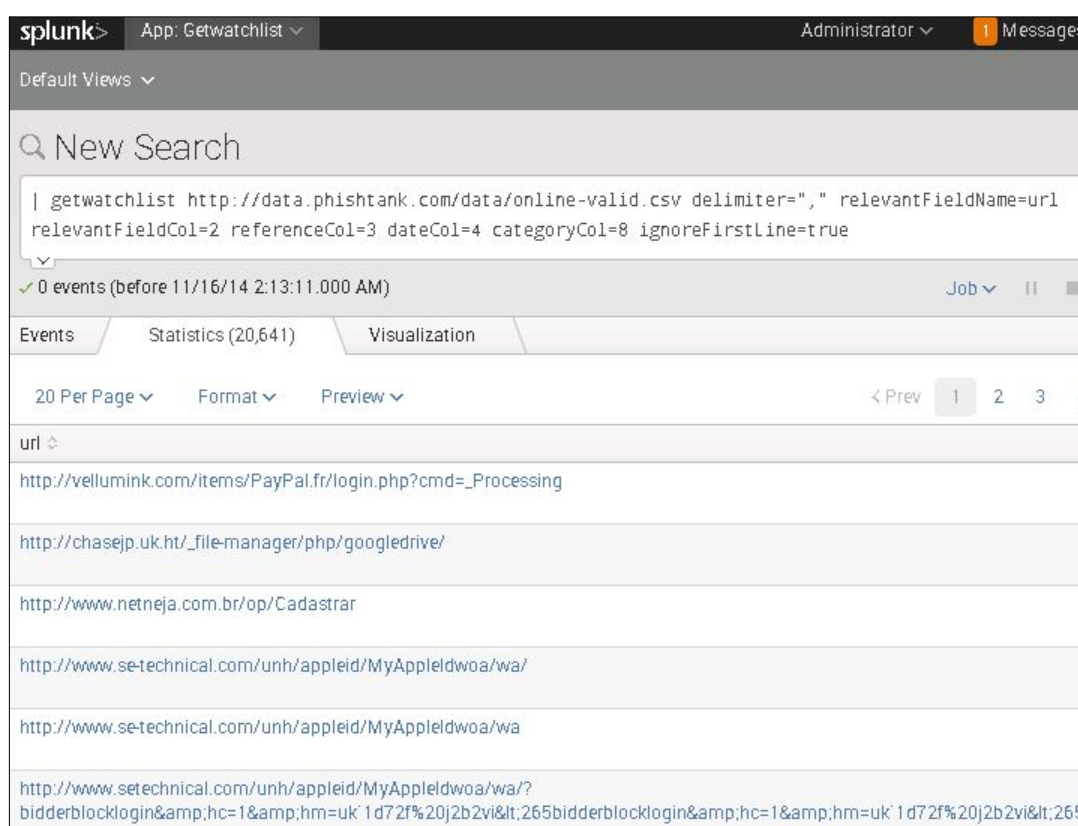 splunk> App: Getwatchlist Administrator 1 Messages
Default Views
New Search
| getwatchlist http://data.phishtank.com/data/online-valid.csv delimiter="," relevantFieldName=url
relevantFieldCol=2 referenceCol=3 dateCol=4 categoryCol=8 ignoreFirstLine=true
0 events (before 11/16/14 2:13:11.000 AM) Job
Events Statistics (20,641) Visualization
20 Per Page Format Preview < Prev 1 2 3
url
http://vellumink.com/items/PayPal.fr/login.php?cmd=_Processing
http://chasejp.uk.ht/_file-manager/php/googledrive/
http://www.netneja.com.br/op/Cadastrar
http://www.se-technical.com/unh/appleid/MyAppleIdwoa/wa/
http://www.se-technical.com/unh/appleid/MyAppleIdwoa/wa
http://www.setechnical.com/unh/appleid/MyAppleIdwoa/wa/?
bidderblocklogin&amp;hc=1&amp;hm=uk`1d72f%20j2b2vi&lt;265bidderblocklogin&amp;hc=1&amp;hm=uk`1d72f%20j2b2vi&lt;265